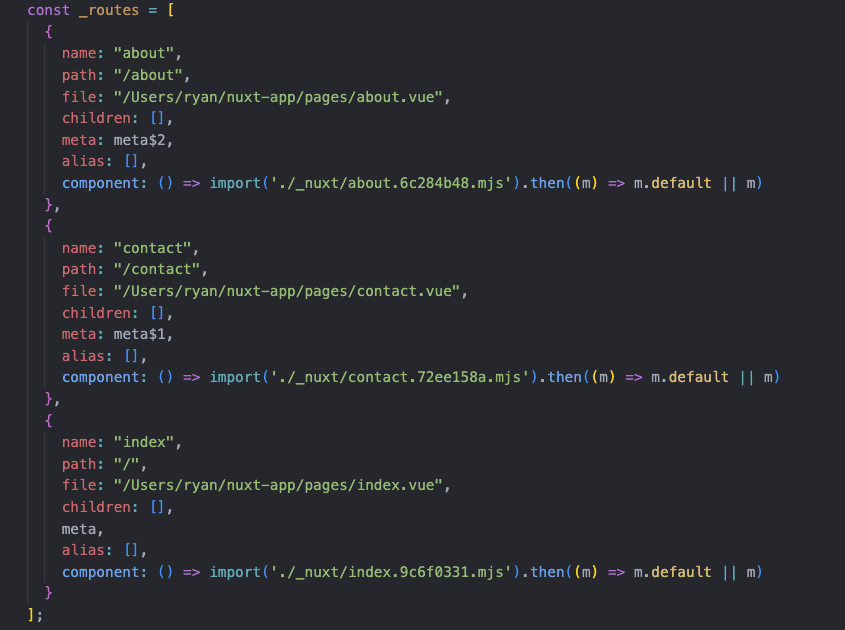 const _routes = [
  {
    name: "about",
    path: "/about",
    file: "/Users/ryan/nuxt-app/pages/about.vue",
    children: [],
    meta: meta$2,
    alias: [],
    component: () => import('./_nuxt/about.6c284b48.mjs').then((m) => m.default || m)
  },
  {
    name: "contact",
    path: "/contact",
    file: "/Users/ryan/nuxt-app/pages/contact.vue",
    children: [],
    meta: meta$1,
    alias: [],
    component: () => import('./_nuxt/contact.72ee158a.mjs').then((m) => m.default || m)
  },
  {
    name: "index",
    path: "/",
    file: "/Users/ryan/nuxt-app/pages/index.vue",
    children: [],
    meta,
    alias: [],
    component: () => import('./_nuxt/index.9c6f0331.mjs').then((m) => m.default || m)
  }
];